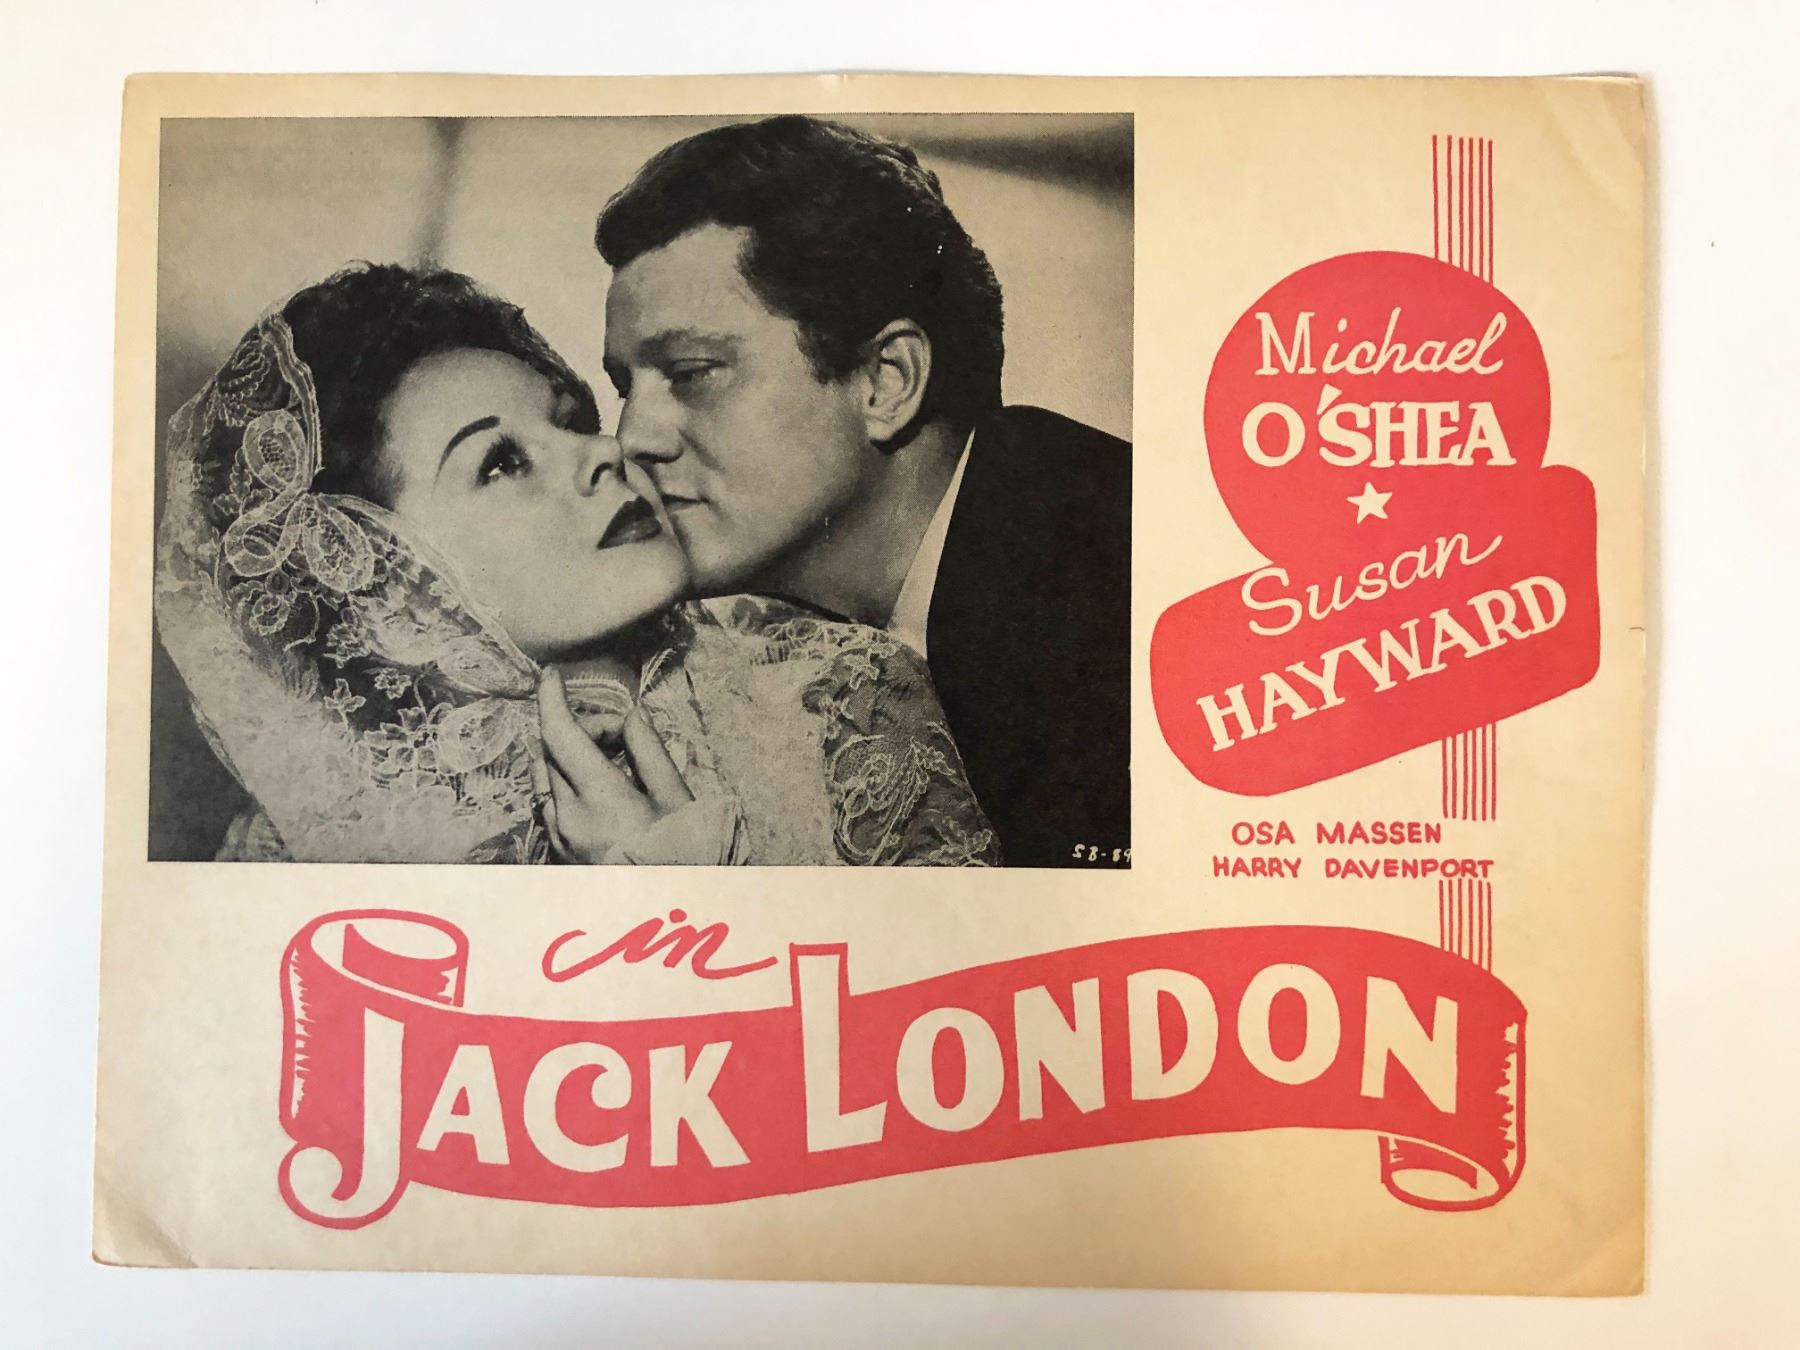 Michael
O'SHEA
Susan
HAYWARD
OSA MASSEN
HARRY DAVENPORT
SB-89
in
JACK LONDON